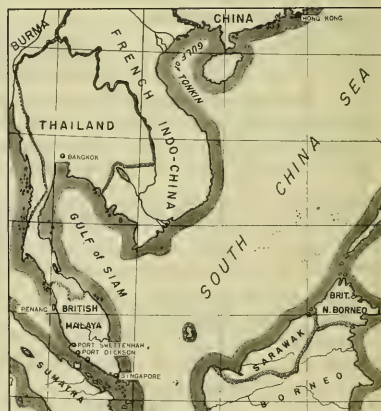 CHINA
HONG KONG
BURMA
FRENCH INDO-CHINA
GULF of TONKIN
THAILAND
BANGKOK
SOUTH CHINA SEA
GULF of SIAM
PENANG
BRITISH
MALAYA
PORT SWETTENHAM
PORT DICKSON
SINGAPORE
SUMATRA
BRIT.
N. BORNEO
SARAWAK
BORNEO